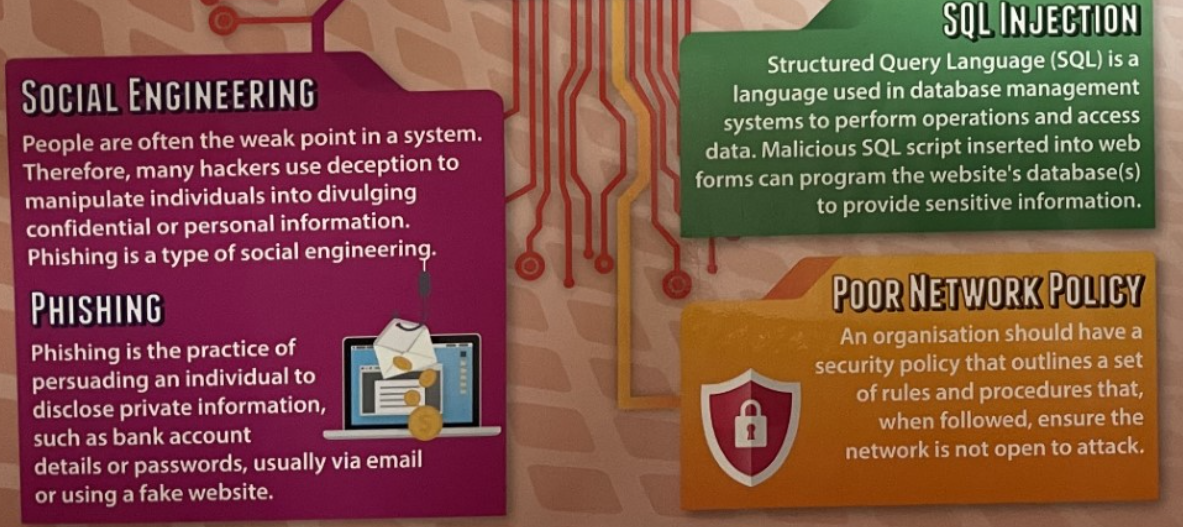 SOCIAL ENGINEERING
People are often the weak point in a system.
Therefore, many hackers use deception to
manipulate individuals into divulging
confidential or personal information.
Phishing is a type of social engineering.
PHISHING
Phishing is the practice of
persuading an individual to
disclose private information,
such as bank account
details or passwords, usually via email
or using a fake website.
SQL INJECTION
Structured Query Language (SQL) is a
language used in database management
systems to perform operations and access
data. Malicious SQL script inserted into web
forms can program the website's database(s)
to provide sensitive information.
POOR NETWORK POLICY
An organisation should have a
security policy that outlines a set
of rules and procedures that,
when followed, ensure the
network is not open to attack.